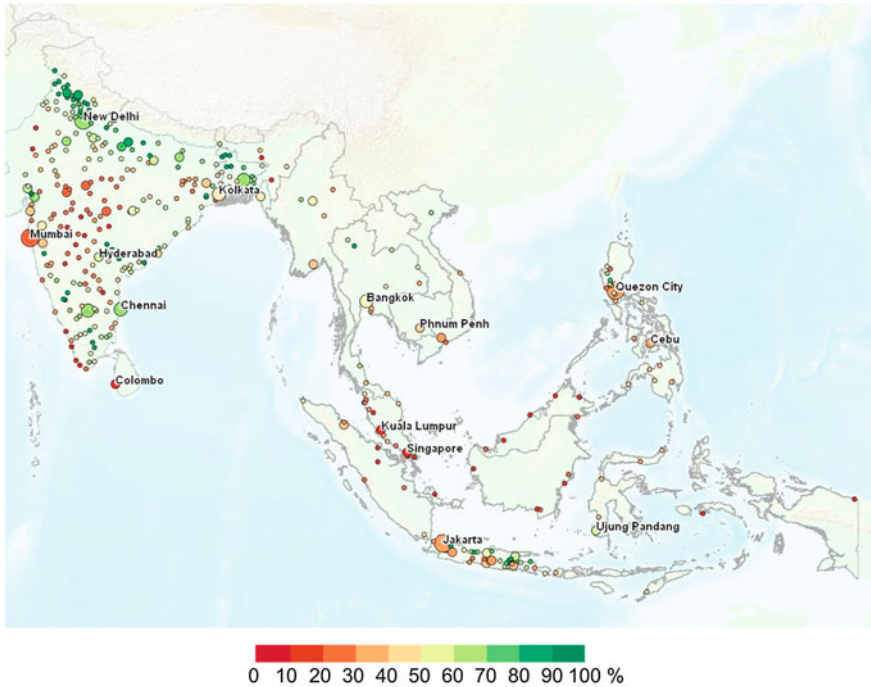 New Delhi
Kolkata
Mumbai
Hyderabad
Chennai
Bangkok
Quezon City
Phnum Penh
Cebu
Colombo
Kuala Lumpur
Singapore
Ujung Pandang
Jakarta
0 10 20 30 40 50 60 70 80 90 100 %